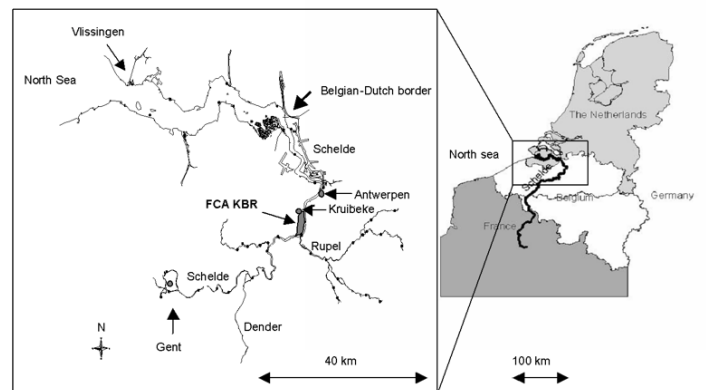 Vlissingen
North Sea
Belgian-Dutch border
Schelde
Antwerpen
FCA KBR
Kruibeke
Rupel
Schelde
Dender
N
Gent
40 km
The Netherlands
North sea
Schelde
Belgium
Germany
France
100 km